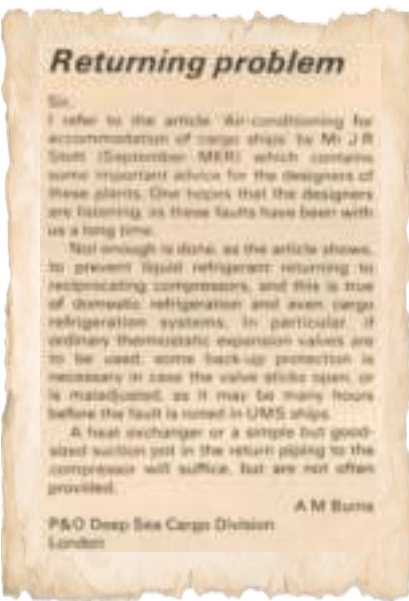 Returning problem
Sir,
I refer to the article 'Air-conditioning for
accommodation of cargo ships' by Mr J R
Stott (September MER) which contains
some important advice for the designers of
these plants. One hopes that the designers
are listening, as these faults have been with
us a long time.
Not enough is done, as the article shows,
to prevent liquid refrigerant returning to
reciprocating compressors, and this is true
of domestic refrigeration and even cargo
refrigeration systems. In particular, if
ordinary thermostatic expansion valves are
to be used, some back-up protection is
necessary in case the valve sticks open, or
is maladjusted, as it may be many hours
before the fault is noted in UMS ships.
A heat exchanger or a simple but good-
sized suction pot in the return piping to the
compressor will suffice, but are not often
provided.
A M Burns
P&O Deep Sea Cargo Division
London